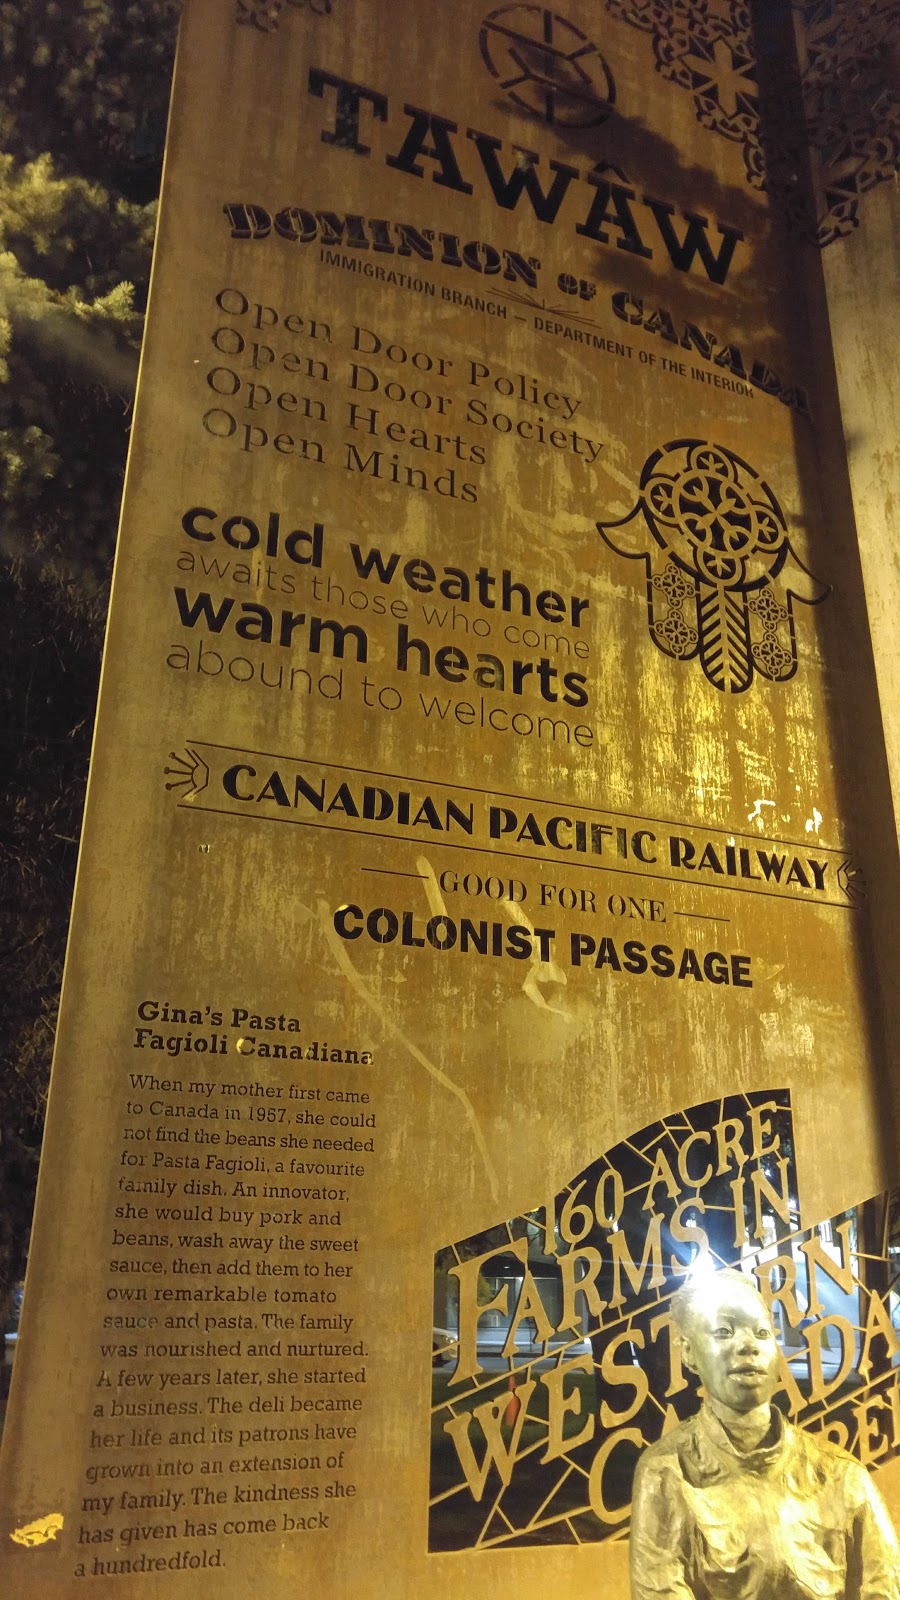 TAWÂW
DOMINION OF CANADA
IMMIGRATION BRANCH — DEPARTMENT OF THE INTERIOR
Open Door Policy
Open Door Society
Open Hearts
Open Minds
cold weather
awaits those who come
warm hearts
abound to welcome
CANADIAN PACIFIC RAILWAY
GOOD FOR ONE
COLONIST PASSAGE
Gina's Pasta
Fagioli Canadiana
When my mother first came
to Canada in 1957, she could
not find the beans she needed
for Pasta Fagioli, a favourite
family dish. An innovator,
she would buy pork and
beans, wash away the sweet
sauce, then add them to her
own remarkable tomato
sauce and pasta. The family
was nourished and nurtured.
A few years later, she started
a business. The deli became
her life and its patrons have
grown into an extension of
my family. The kindness she
has given has come back
a hundredfold.
160 ACRE
FARMS IN
WESTERN
CANADA